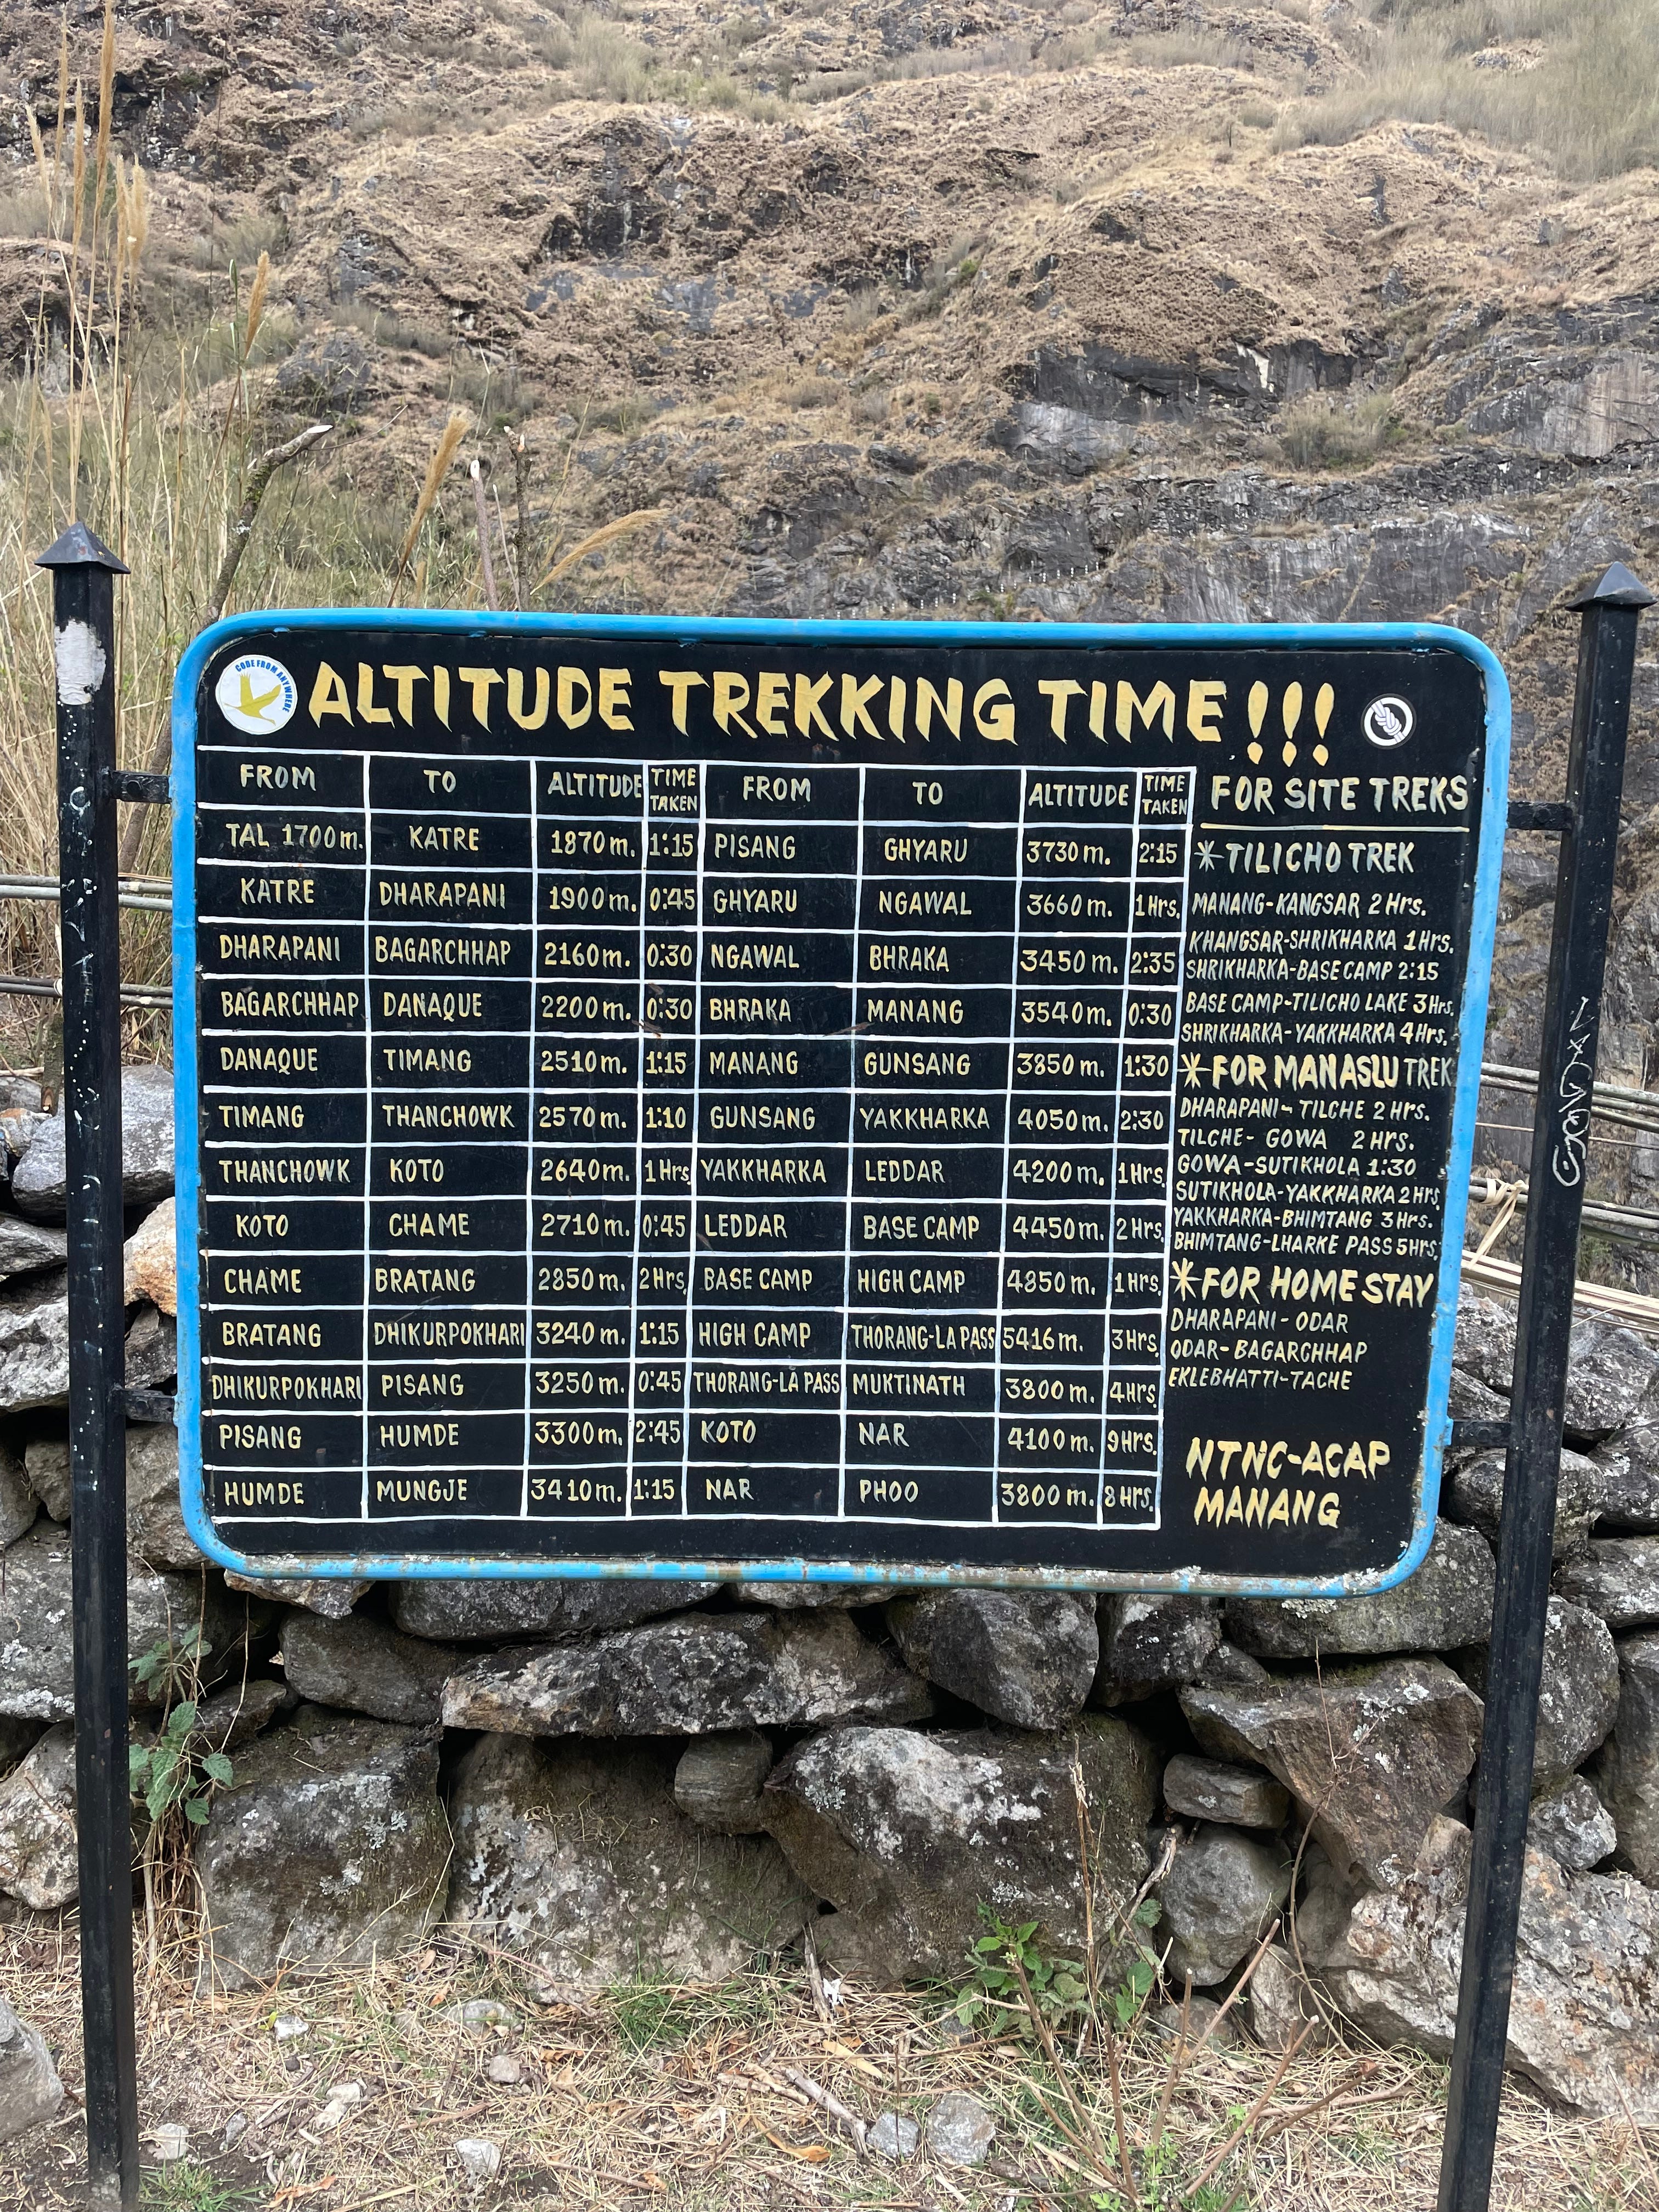 CODE FROM ANYWHERE
ALTITUDE TREKKING TIME!!!
FROM TO ALTITUDE TIME TAKEN FROM TO ALTITUDE TIME TAKEN
TAL 1700m. KATRE 1870m. 1:15 PISANG GHYARU 3730m. 2:15
KATRE DHARAPANI 1900m. 0:45 GHYARU NGAWAL 3660m. 1Hrs.
DHARAPANI BAGARCHHAP 2160m. 0:30 NGAWAL BHRAKA 3450m. 2:35
BAGARCHHAP DANAQUE 2200m. 0:30 BHRAKA MANANG 3540m. 0:30
DANAQUE TIMANG 2510m. 1:15 MANANG GUNSANG 3850m. 1:30
TIMANG THANCHOWK 2570m. 1:10 GUNSANG YAKKHARKA 4050m. 2:30
THANCHOWK KOTO 2640m. 1Hrs. YAKKHARKA LEDDAR 4200m. 1Hrs.
KOTO CHAME 2710m. 0:45 LEDDAR BASE CAMP 4450m. 2Hrs.
CHAME BRATANG 2850m. 2Hrs. BASE CAMP HIGH CAMP 4850m. 1Hrs.
BRATANG DHIKURPOKHARI 3240m. 1:15 HIGH CAMP THORANG-LA PASS 5416m. 3Hrs.
DHIKURPOKHARI PISANG 3250m. 0:45 THORANG-LA PASS MUKTINATH 3800m. 4Hrs.
PISANG HUMDE 3300m. 2:45 KOTO NAR 4100m. 9Hrs.
HUMDE MUNGJE 3410m. 1:15 NAR PHOO 3800m. 8Hrs.
FOR SITE TREKS
*TILICHO TREK
MANANG-KANGSAR 2Hrs.
KHANGSAR-SHRIKHARKA 1Hrs.
SHRIKHARKA-BASE CAMP 2:15
BASE CAMP-TILICHO LAKE 3Hrs.
SHRIKHARKA-YAKKHARKA 4Hrs.
*FOR MANASLU TREK
DHARAPANI-TILCHE 2Hrs.
TILCHE-GOWA 2Hrs.
GOWA-SUTIKHOLA 1:30
SUTIKHOLA-YAKKHARKA 2Hrs.
YAKKHARKA-BHIMTANG 3Hrs.
BHIMTANG-LHARKE PASS 5Hrs.
*FOR HOME STAY
DHARAPANI-ODAR
ODAR-BAGARCHHAP
EKLEBHATTI-TACHE
NTNC-ACAP
MANANG